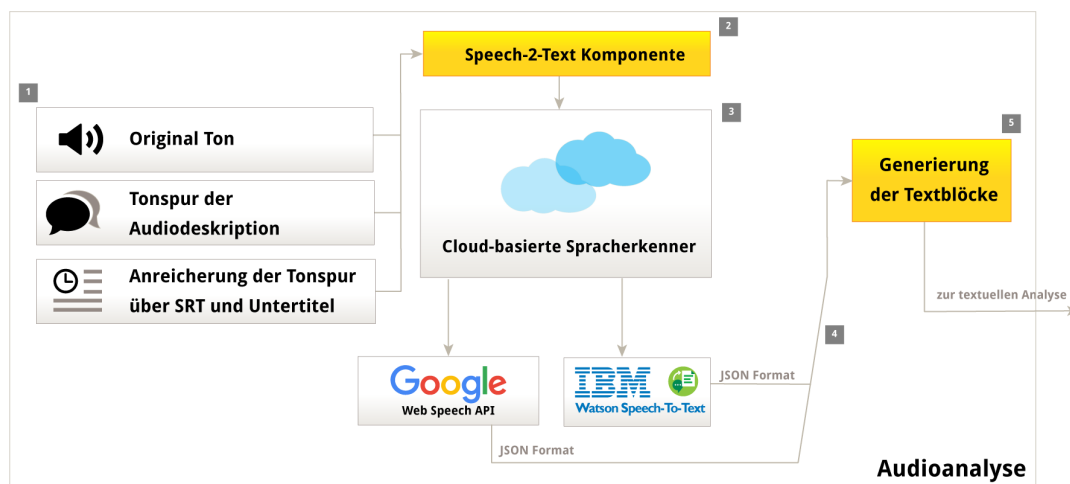 1
Original Ton
Tonspur der
Audiodeskription
Anreicherung der Tonspur
über SRT und Untertitel
2
Speech-2-Text Komponente
3
Cloud-basierte Spracherkenner
Google
Web Speech API
IBM
Watson Speech-To-Text
JSON Format
JSON Format
4
5
Generierung
der Textblöcke
zur textuellen Analyse
Audioanalyse